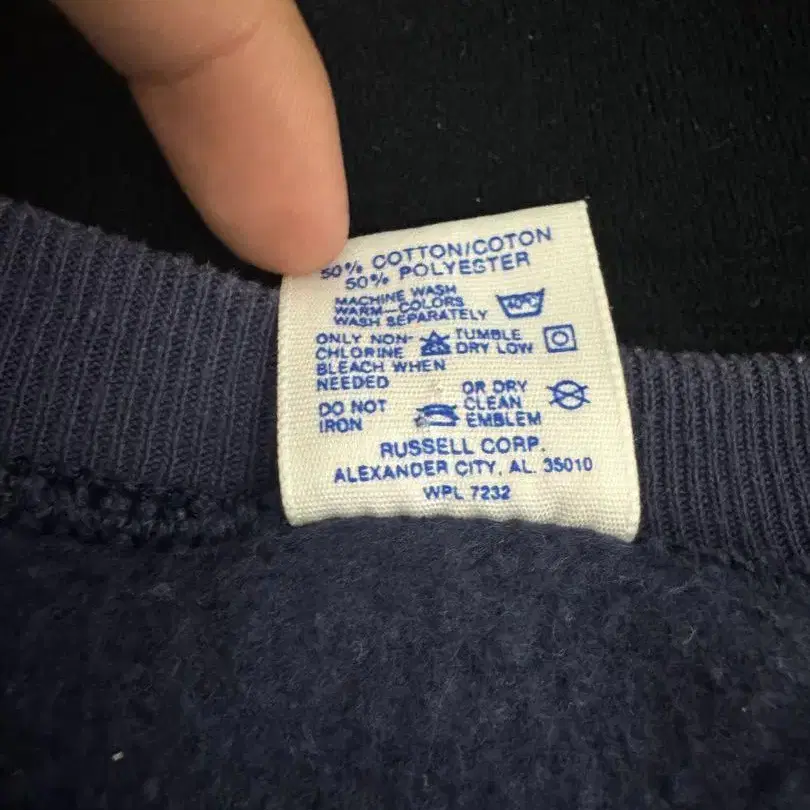 50% COTTON/COTON
50% POLYESTER
MACHINE WASH
WARM—COLORS
WASH SEPARATELY
40°C
ONLY NON-
CHLORINE
BLEACH WHEN
NEEDED
TUMBLE
DRY LOW
DO NOT
IRON
OR DRY
CLEAN
EMBLEM
RUSSELL CORP.
ALEXANDER CITY, AL. 35010
WPL 7232